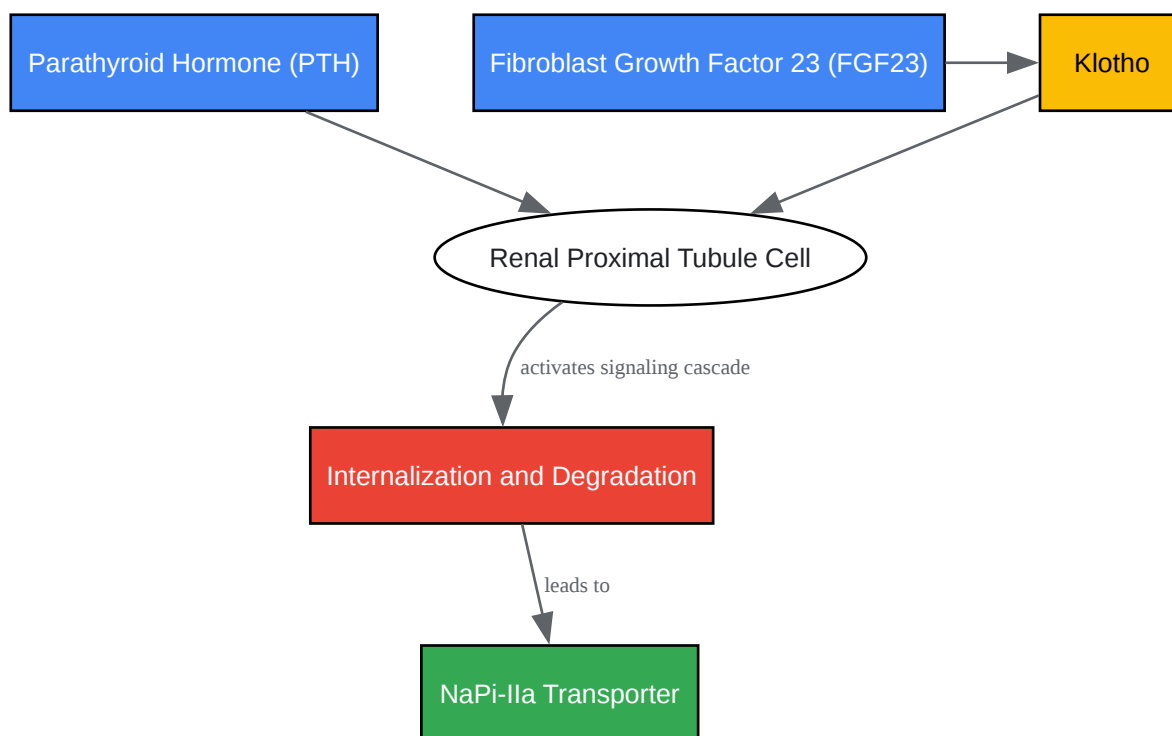 Parathyroid Hormone (PTH)
Fibroblast Growth Factor 23 (FGF23)
Klotho
Renal Proximal Tubule Cell
activates signaling cascade
Internalization and Degradation
leads to
NaPi-IIa Transporter